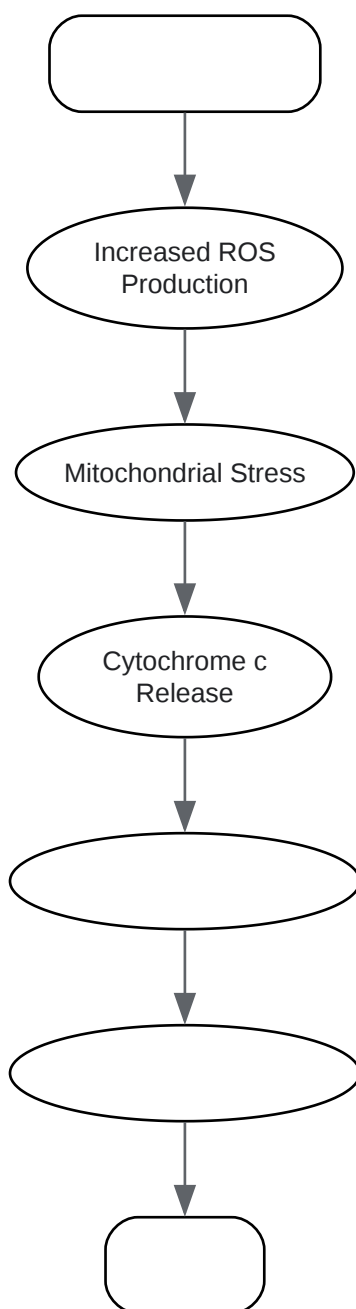 Increased ROS
Production
Mitochondrial Stress
Cytochrome c
Release